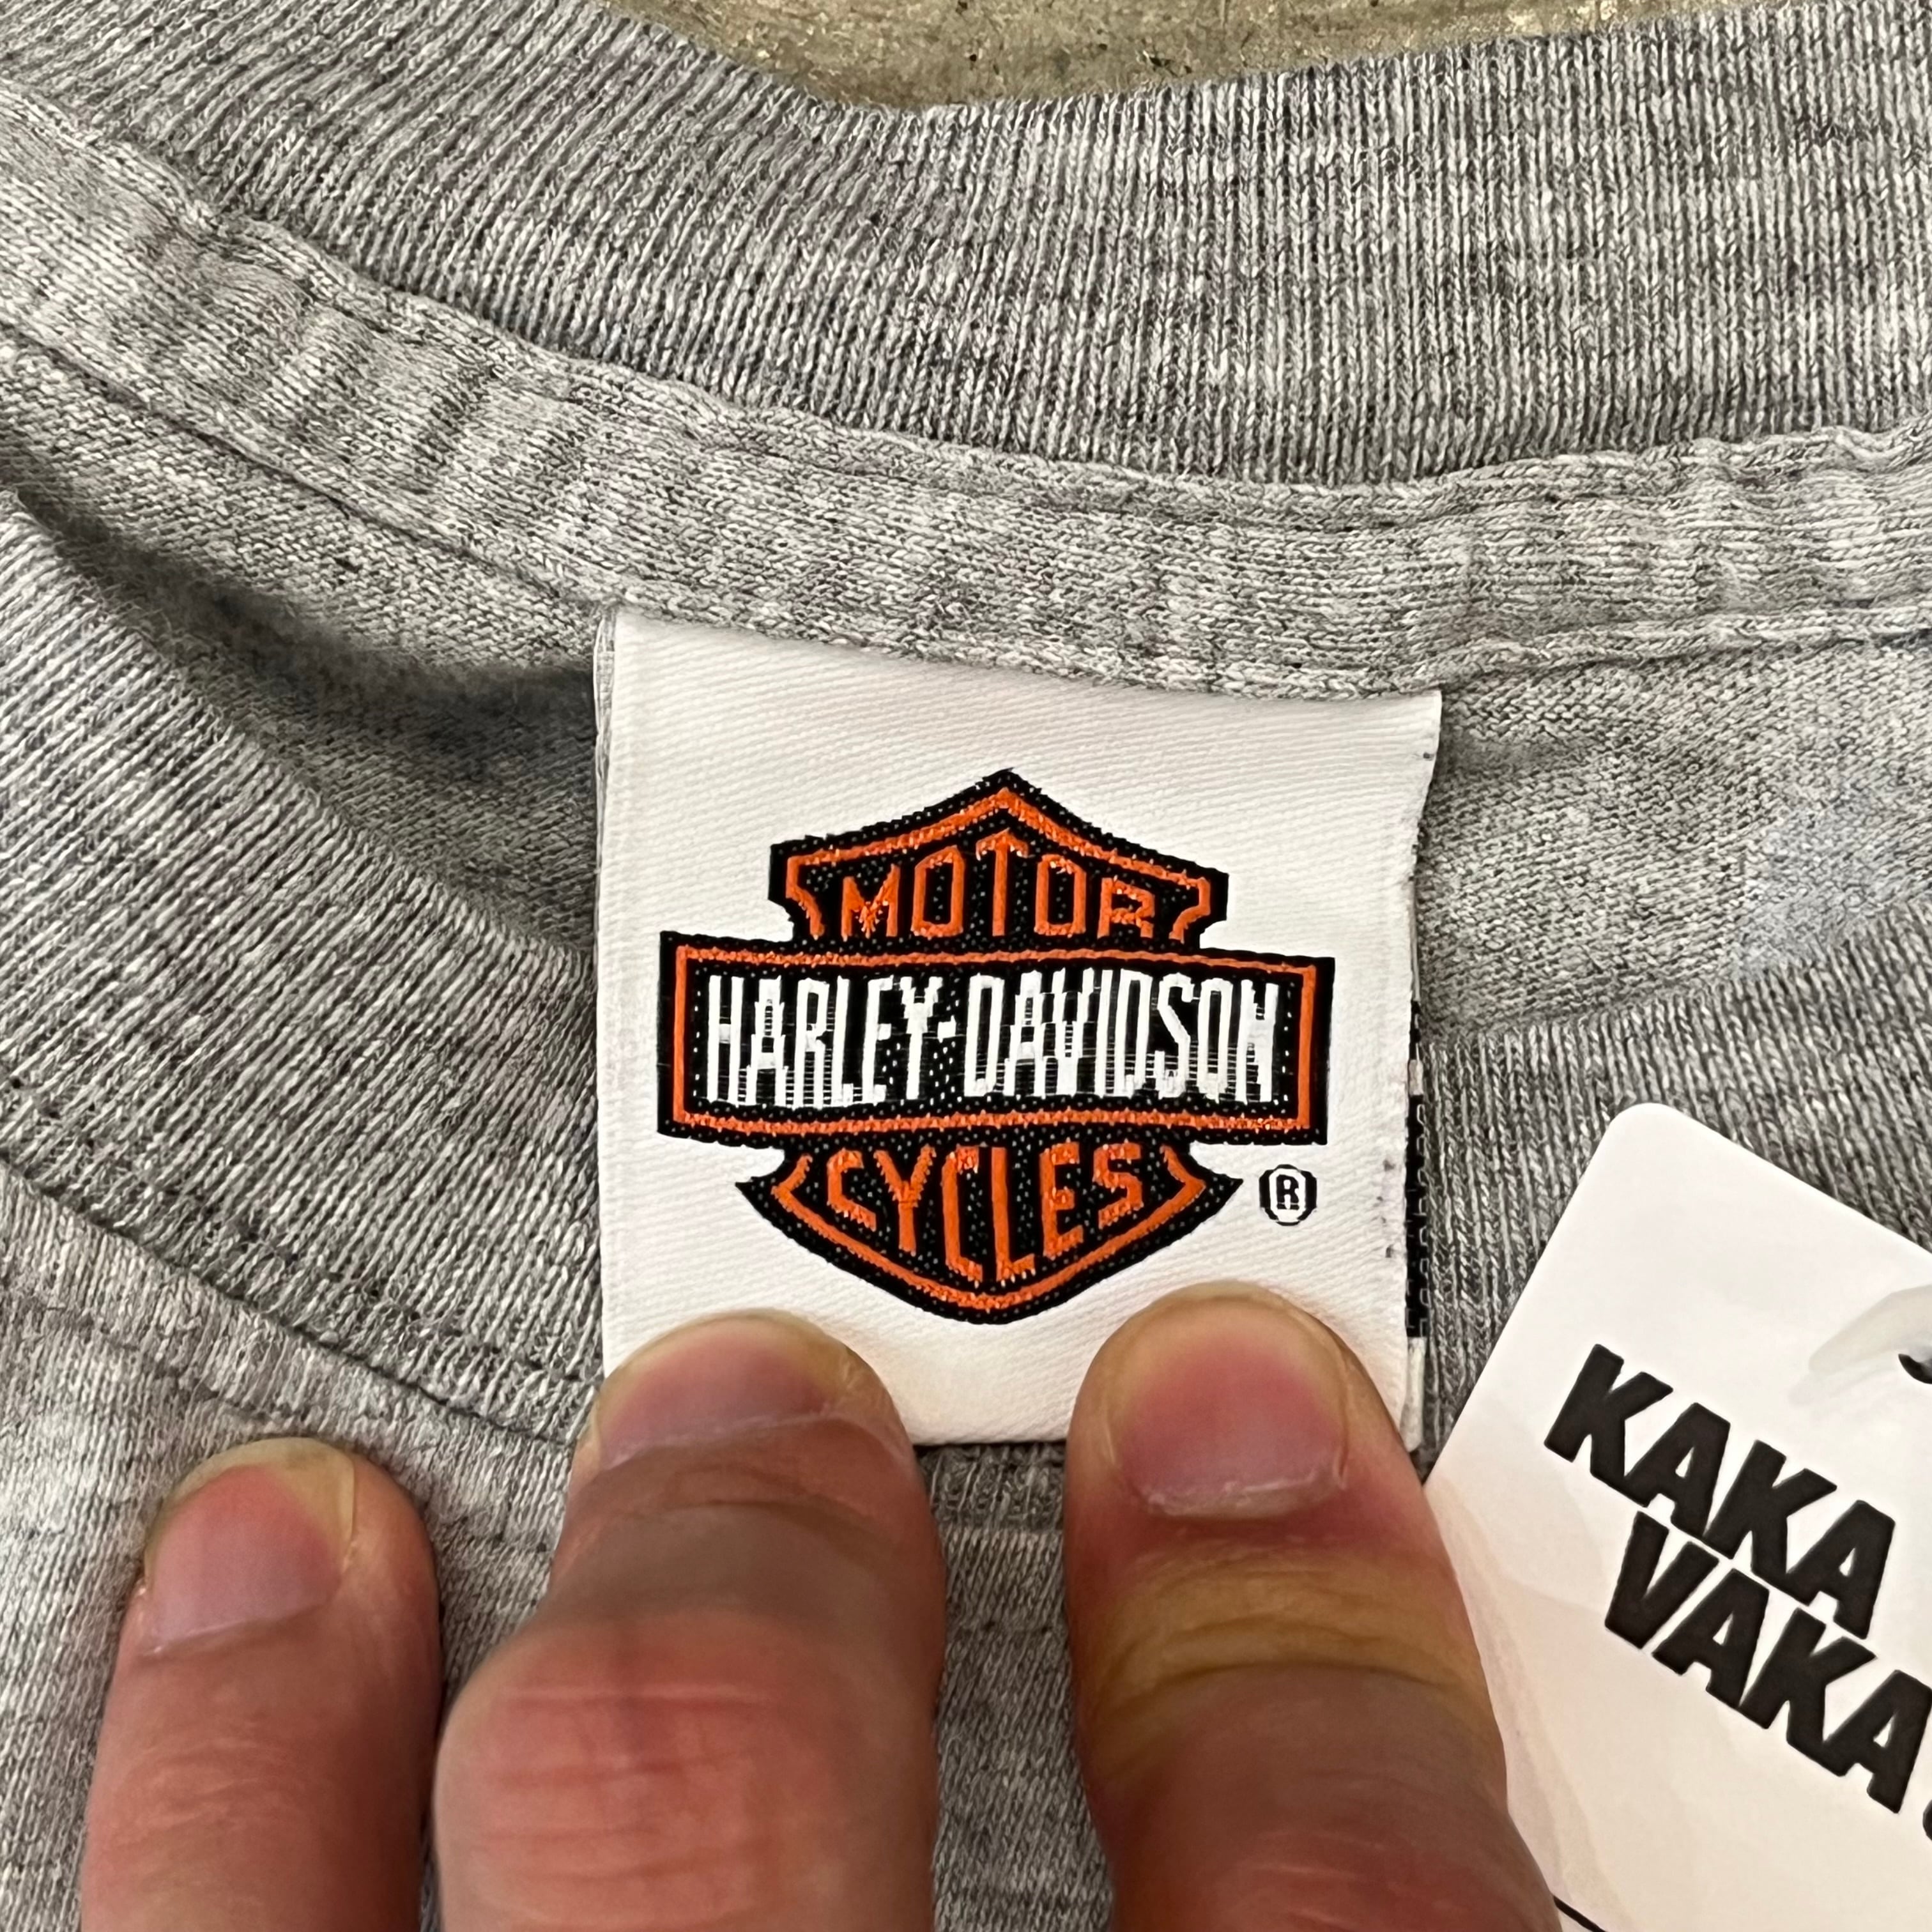 MOTOR
HARLEY-DAVIDSON
CYCLES
®
KAKA
VAKA